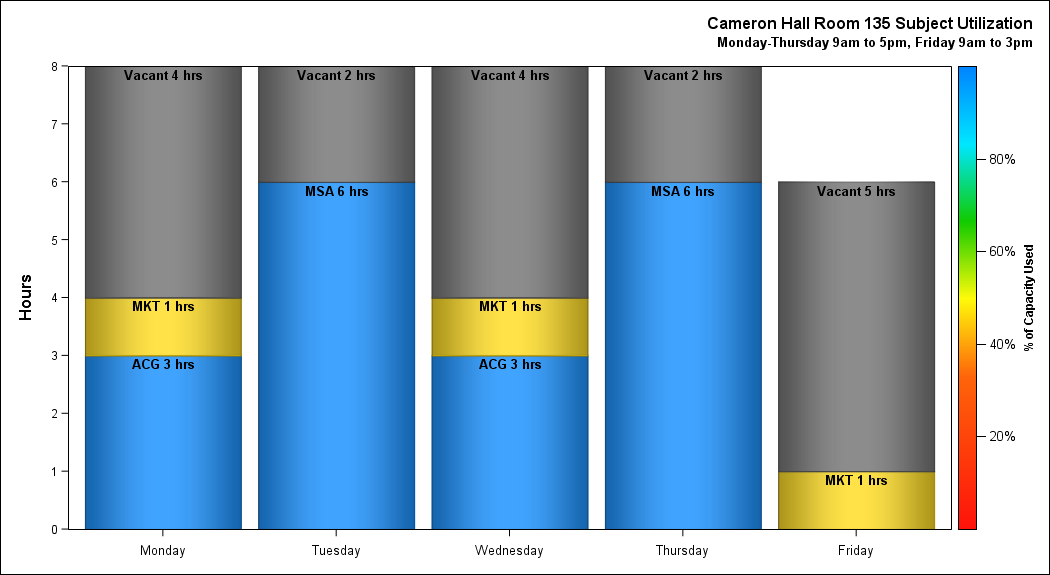 Cameron Hall Room 135 Subject Utilization
Monday-Thursday 9am to 5pm, Friday 9am to 3pm
Hours
8
7
6
5
4
3
2
1
0
Vacant 4 hrs
MKT 1 hrs
ACG 3 hrs
Vacant 2 hrs
MSA 6 hrs
Vacant 4 hrs
MKT 1 hrs
ACG 3 hrs
Vacant 2 hrs
MSA 6 hrs
Vacant 5 hrs
MKT 1 hrs
Monday
Tuesday
Wednesday
Thursday
Friday
80%
60%
40%
20%
% of Capacity Used